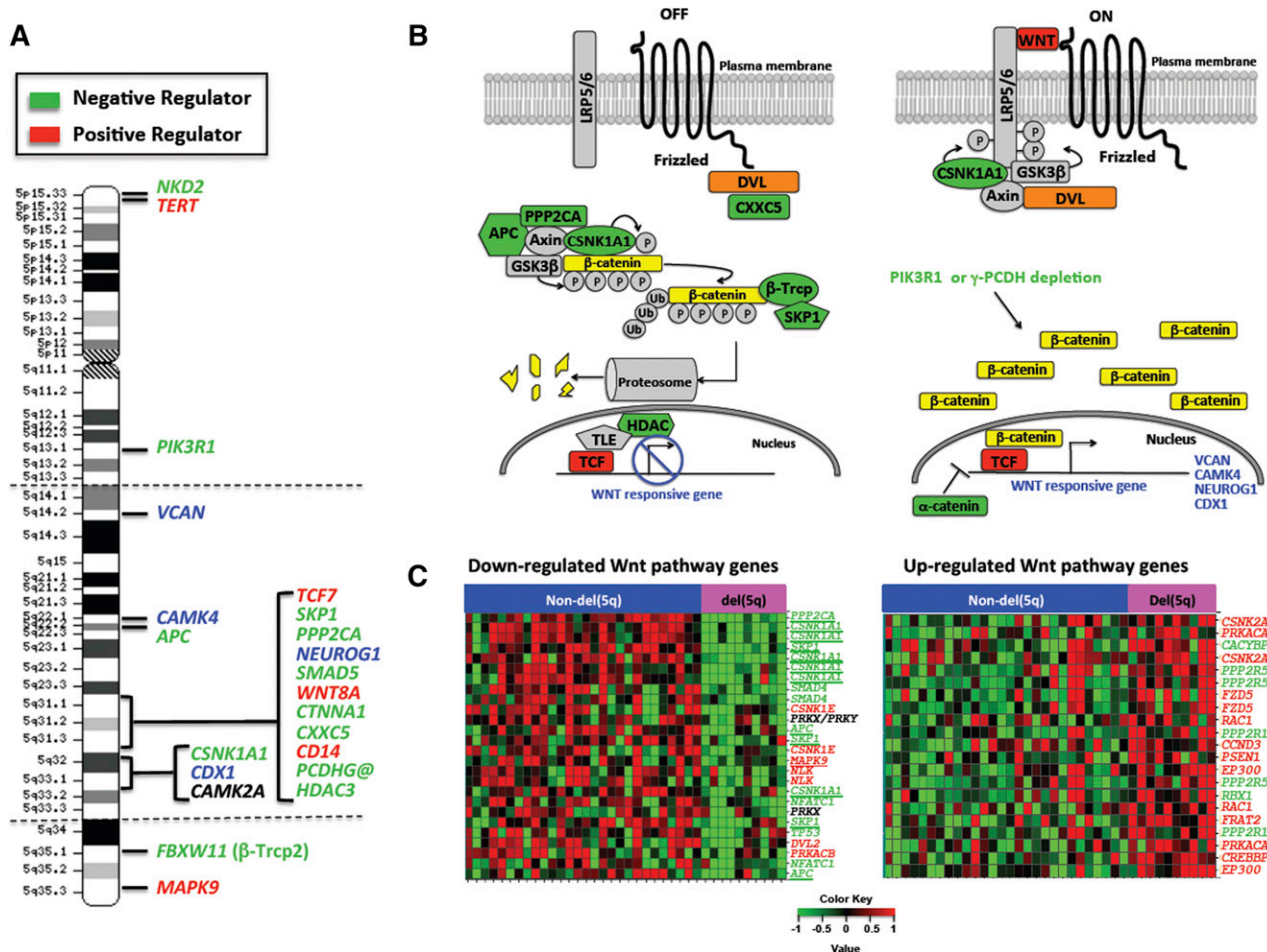 A
Negative Regulator
Positive Regulator
5p15.33
5p15.32
5p15.31
5p15.2
5p15.1
5p14.3
5p14.2
5p14.1
5p13.3
5p13.2
5p13.1
5p12
5p11
5q11.1
5q11.2
5q12.1
5q12.2
5q12.3
5q13.1
5q13.2
5q13.3
5q14.1
5q14.2
5q14.3
5q15
5q21.1
5q21.2
5q21.3
5q22.1
5q22.3
5q23.1
5q23.2
5q23.3
5q31.1
5q31.2
5q31.3
5q32
5q33.1
5q33.2
5q33.3
5q34
5q35.1
5q35.2
5q35.3
NKD2
TERT
PIK3R1
VCAN
CAMK4
APC
TCF7
SKP1
PPP2CA
NEUROG1
SMAD5
WNT8A
CTNNA1
CXXC5
CD14
PCDHG@
HDAC3
CSNK1A1
CDX1
CAMK2A
FBXW11 (β-Trcp2)
MAPK9
B
OFF
LRP5/6
Plasma membrane
Frizzled
DVL
CXXC5
PPP2CA
APC
Axin
CSNK1A1
P
GSK3β
β-catenin
P P P P
β-catenin
β-Trcp
Ub
Ub
Ub
P P P P
SKP1
Proteosome
HDAC
TLE
TCF
Nucleus
WNT responsive gene
ON
WNT
LRP5/6
Plasma membrane
P
P
P
Frizzled
CSNK1A1
GSK3β
Axin
DVL
PIK3R1 or γ-PCDH depletion
β-catenin
β-catenin
β-catenin
β-catenin
β-catenin
β-catenin
β-catenin
Nucleus
TCF
WNT responsive gene
VCAN
CAMK4
NEUROG1
CDX1
α-catenin
C
Down-regulated Wnt pathway genes
Non-del(5q)
del(5q)
PPP2CA
CSNK1A1
CSNK1A1
SKP1
CSNK1A1
CSNK1A1
CSNK1A1
SMAD4
SMAD4
CSNK1E
PRKX/PRKY
APC
SKP1
CSNK1E
MAPK9
NLK
NLK
CSNK1A1
NFATC1
PRKX
SKP1
TP53
DVL2
PRKACB
NFATC1
APC
Up-regulated Wnt pathway genes
Non-del(5q)
Del(5q)
CSNK2A
PRKACA
CACYBP
CSNK2A
PPP2R5
PPP2R5
FZD5
FZD5
RAC1
PPP2R1
CCND3
PSEN1
EP300
PPP2R5
RBX1
RAC1
FRAT2
PPP2R1
PRKACA
CREBBP
EP300
Color Key
-1 -0.5 0 0.5 1
Value